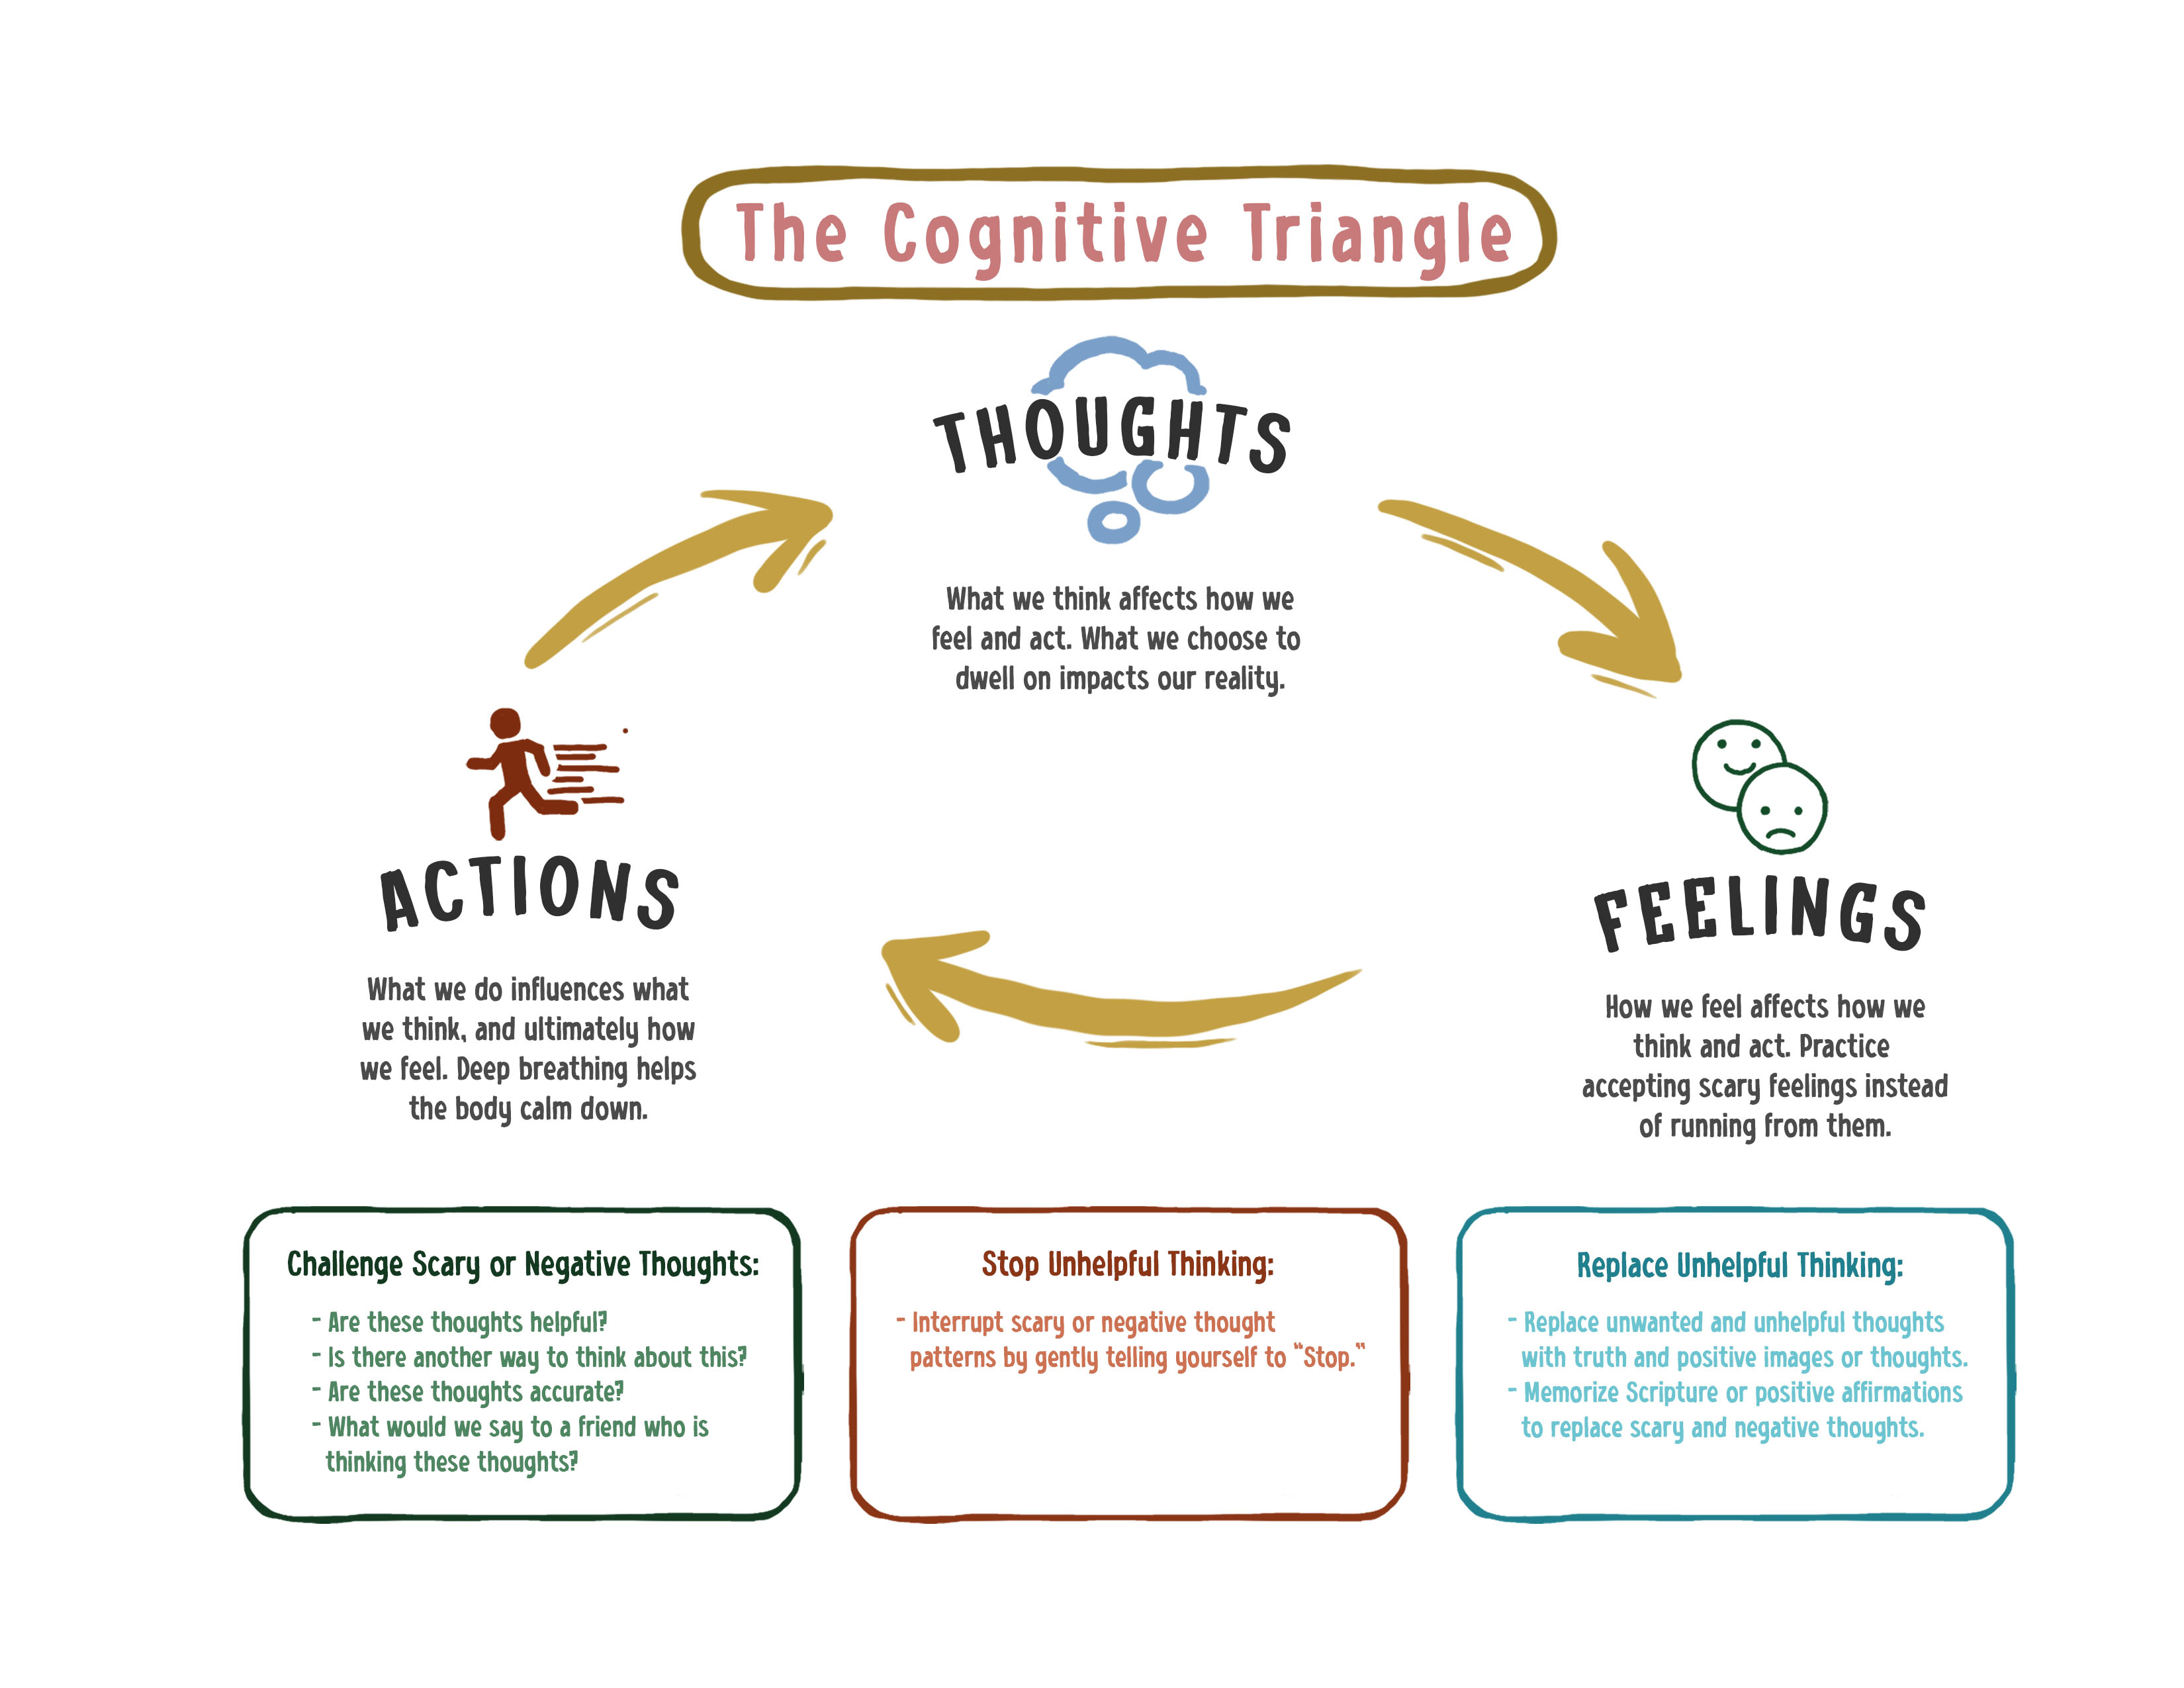 The Cognitive Triangle
THOUGHTS
What we think affects how we
feel and act. What we choose to
dwell on impacts our reality.
ACTIONS
What we do influences what
we think, and ultimately how
we feel. Deep breathing helps
the body calm down.
FEELINGS
How we feel affects how we
think and act. Practice
accepting scary feelings instead
of running from them.
Challenge Scary or Negative Thoughts:
- Are these thoughts helpful?
- Is there another way to think about this?
- Are these thoughts accurate?
- What would we say to a friend who is
thinking these thoughts?
Stop Unhelpful Thinking:
- Interrupt scary or negative thought
patterns by gently telling yourself to “Stop.”
Replace Unhelpful Thinking:
- Replace unwanted and unhelpful thoughts
with truth and positive images or thoughts.
- Memorize Scripture or positive affirmations
to replace scary and negative thoughts.